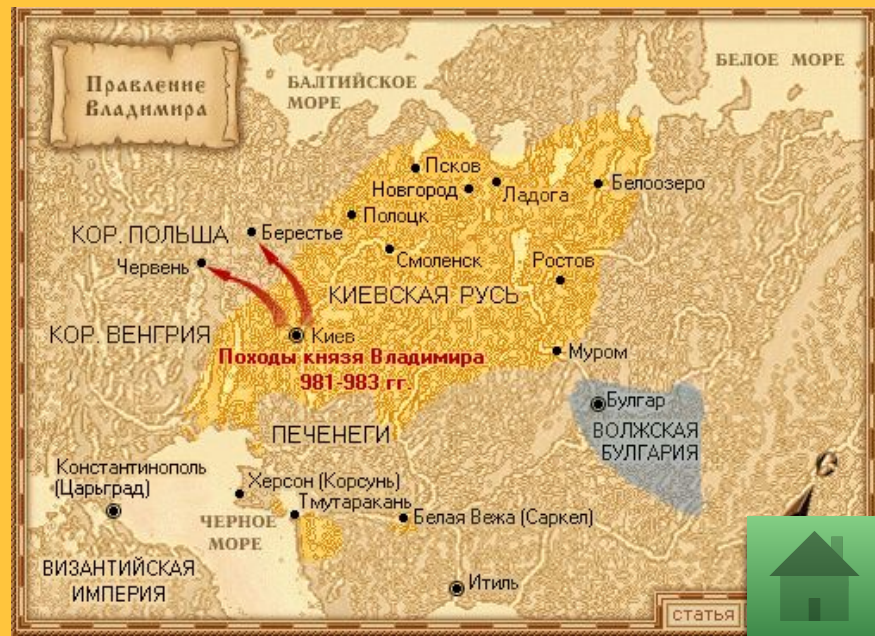 Правление
Владимира
БАЛТИЙСКОЕ
МОРЕ
БЕЛОЕ МОРЕ
Псков
Новгород
Ладога
Белоозеро
Полоцк
КОР. ПОЛЬША
Берестье
Смоленск
Ростов
Червень
КИЕВСКАЯ РУСЬ
КОР. ВЕНГРИЯ
Киев
Походы князя Владимира
981-983 гг.
Муром
Булгар
ВОЛЖСКАЯ
БУЛГАРИЯ
ПЕЧЕНЕГИ
Константинополь
(Царьград)
Херсон (Корсунь)
Тмутаракань
Белая Вежа (Саркел)
ЧЕРНОЕ
МОРЕ
ВИЗАНТИЙСКАЯ
ИМПЕРИЯ
Итиль
С
статья